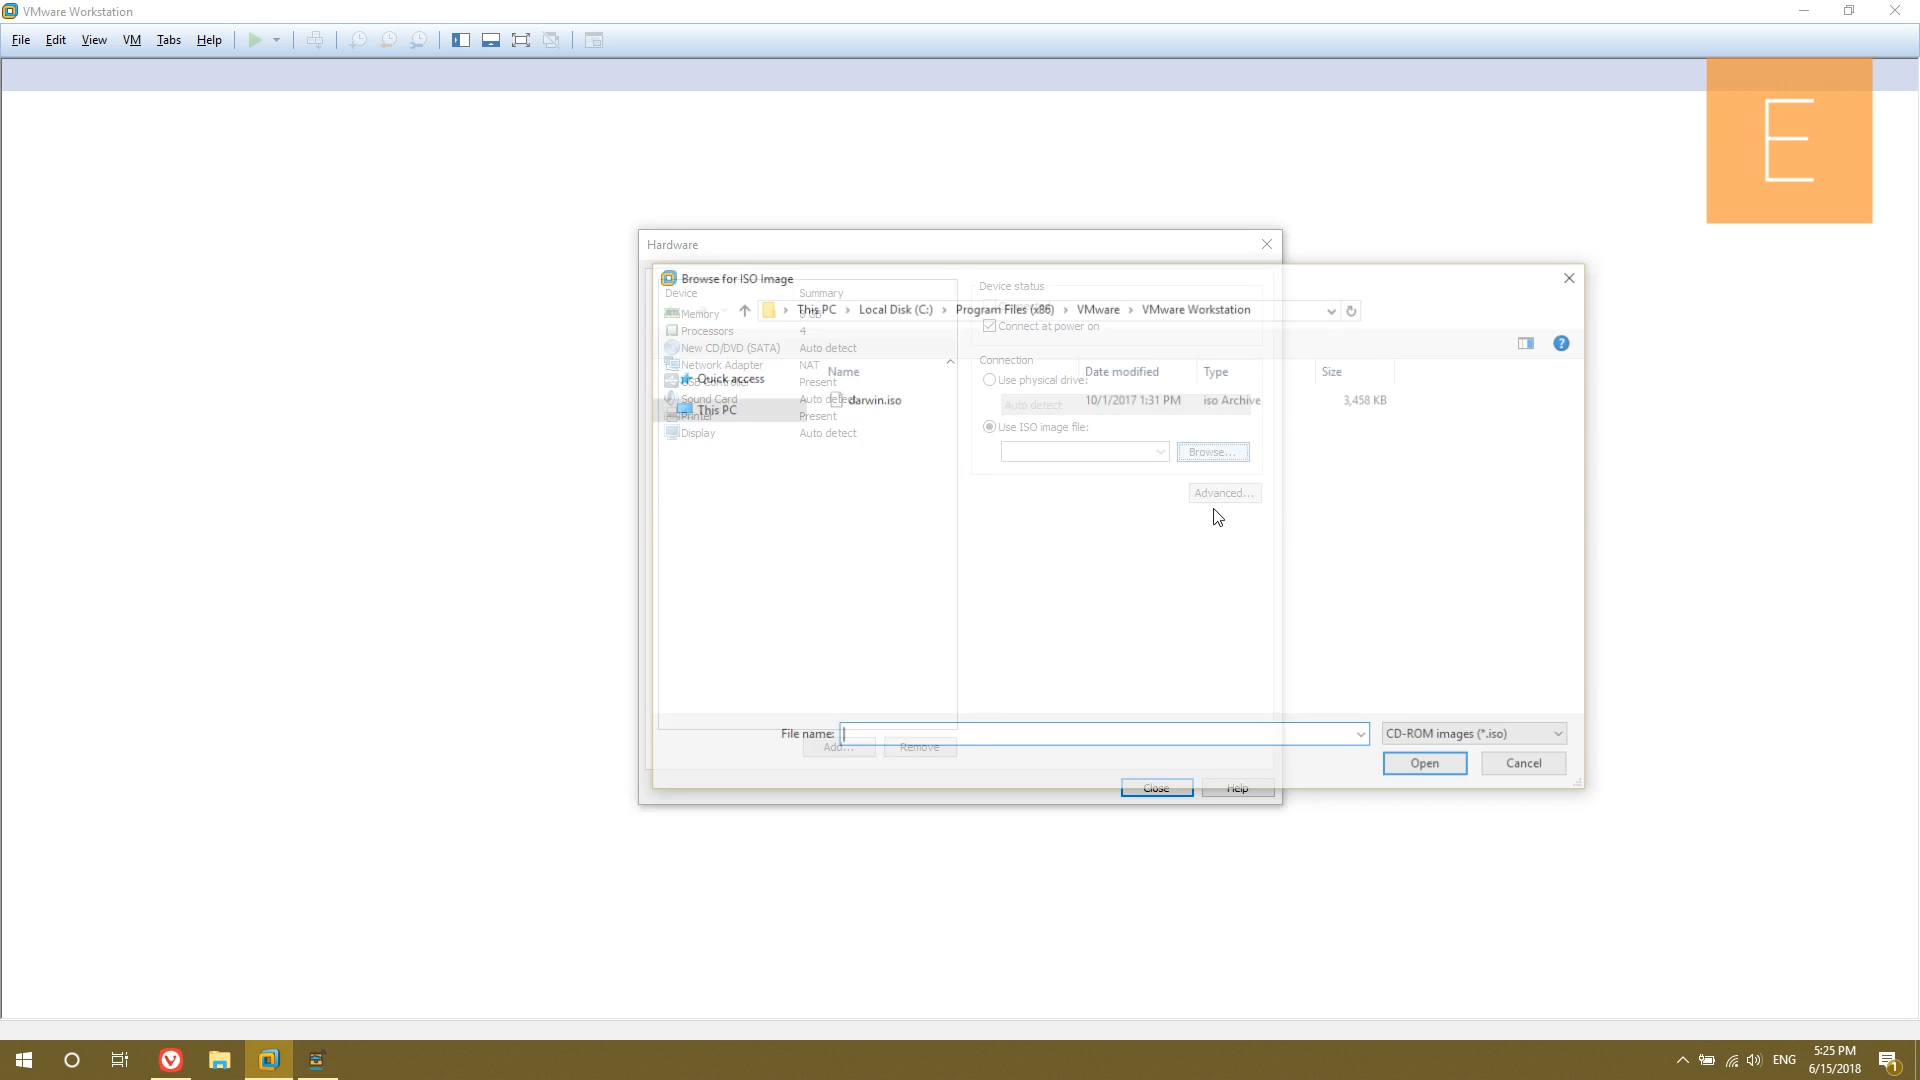 VMware Workstation
File Edit View VM Tabs Help
E
Hardware
Browse for ISO Image
Device Summary
Device status
Memory
This PC Local Disk (C:) Program Files (x86) VMware VMware Workstation
Processors 4
Connect at power on
New CD/DVD (SATA) Auto detect
Network Adapter NAT
Connection
Name Date modified Type Size
Quick access
Present
Use physical drive:
Sound Card
darwin.iso 10/1/2017 1:31 PM iso Archive 3,458 KB
Auto detect
This PC
Printer Present
Use ISO image file:
Display Auto detect
Browse...
Advanced...
File name:
CD-ROM images (*.iso)
Add... Remove
Open Cancel
Close Help
ENG
5:25 PM
6/15/2018
1